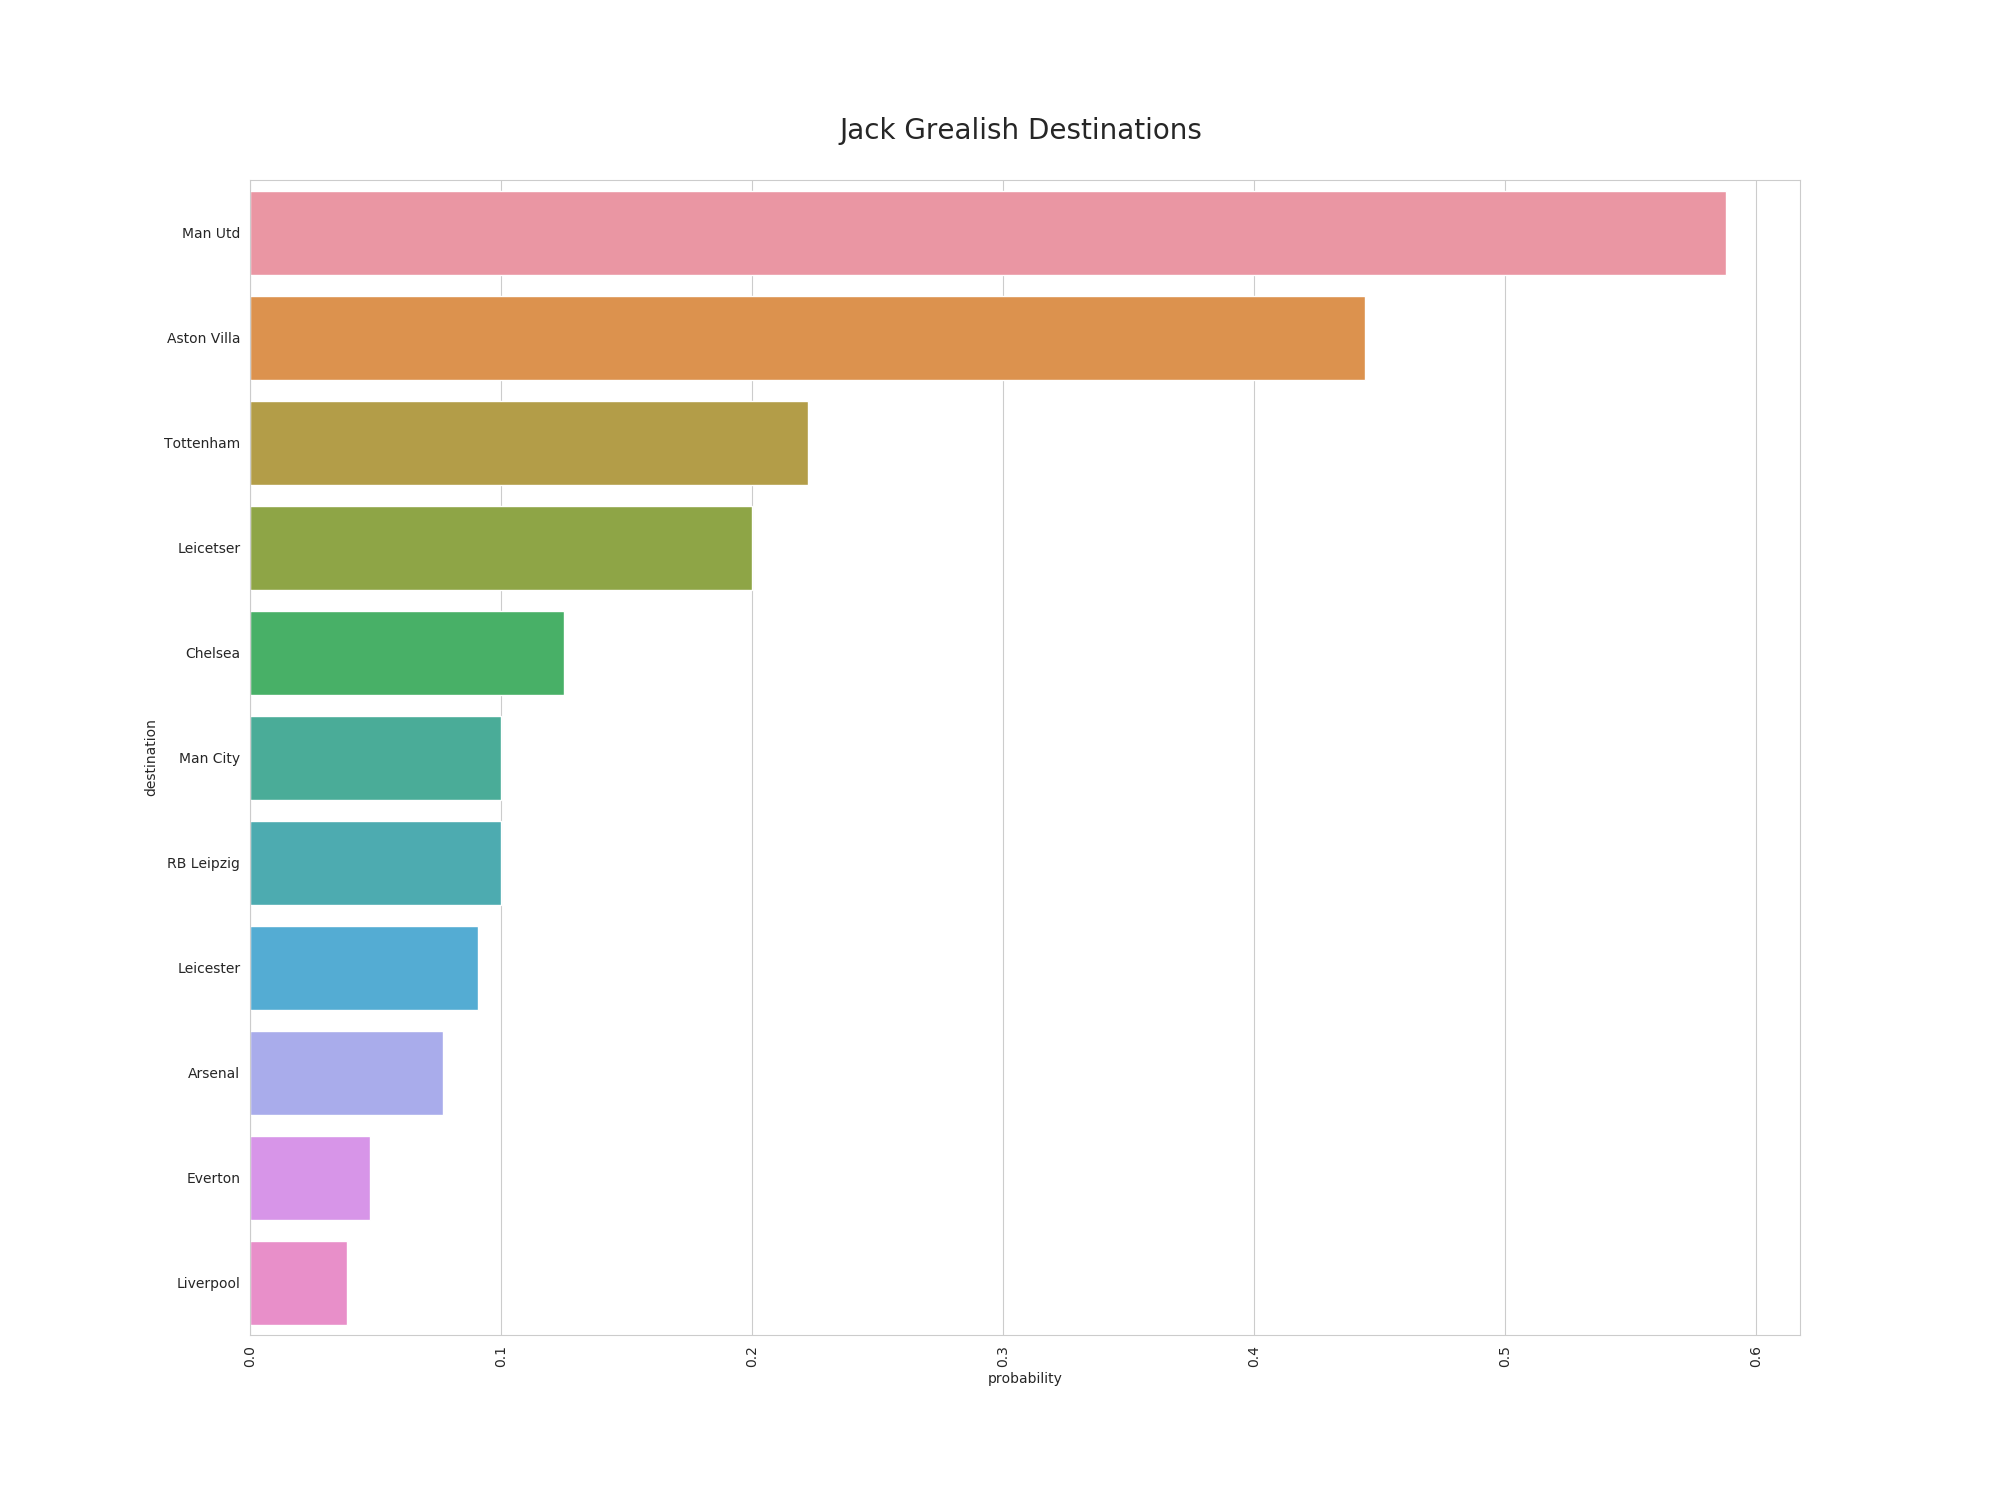 Jack Grealish Destinations
Man Utd
Aston Villa
Tottenham
Leicetser
Chelsea
Man City
RB Leipzig
Leicester
Arsenal
Everton
Liverpool
destination
0.0
0.1
0.2
0.3
0.4
0.5
0.6
probability